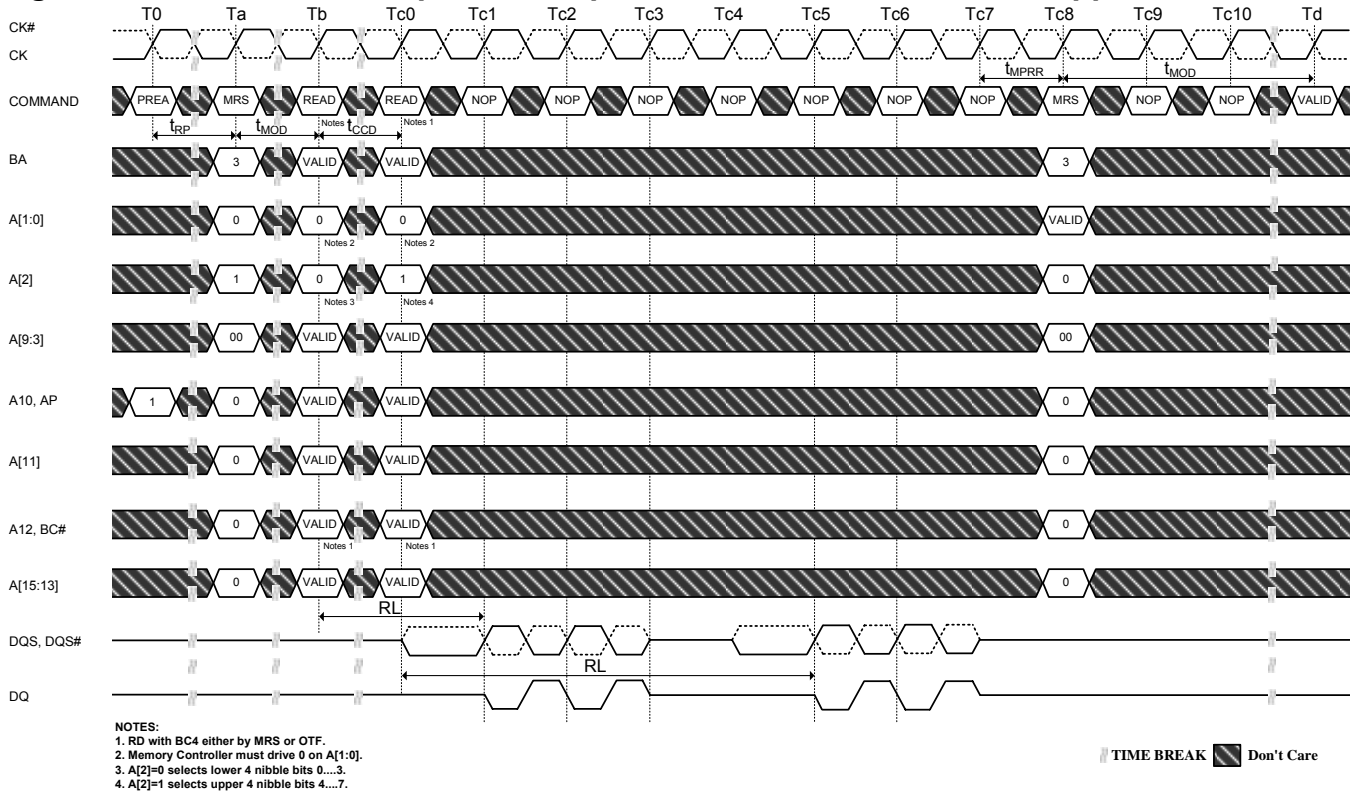 T0 Ta Tb Tc0 Tc1 Tc2 Tc3 Tc4 Tc5 Tc6 Tc7 Tc8 Tc9 Tc10 Td
CK#
CK
tMPRR tMOD
COMMAND PREA MRS READ READ NOP NOP NOP NOP NOP NOP NOP MRS NOP NOP VALID
Notes 1 Notes 1
tRP tMOD tCCD
BA 3 VALID VALID 3
A[1:0] 0 0 0 VALID
Notes 2 Notes 2
A[2] 1 0 1 0
Notes 3 Notes 4
A[9:3] 00 VALID VALID 00
A10, AP 1 0 VALID VALID 0
A[11] 0 VALID VALID 0
A12, BC# 0 VALID VALID 0
Notes 1 Notes 1
A[15:13] 0 VALID VALID 0
RL
DQS, DQS#
RL
DQ
NOTES:
1. RD with BC4 either by MRS or OTF.
2. Memory Controller must drive 0 on A[1:0].
3. A[2]=0 selects lower 4 nibble bits 0....3.
4. A[2]=1 selects upper 4 nibble bits 4....7.
TIME BREAK Don't Care